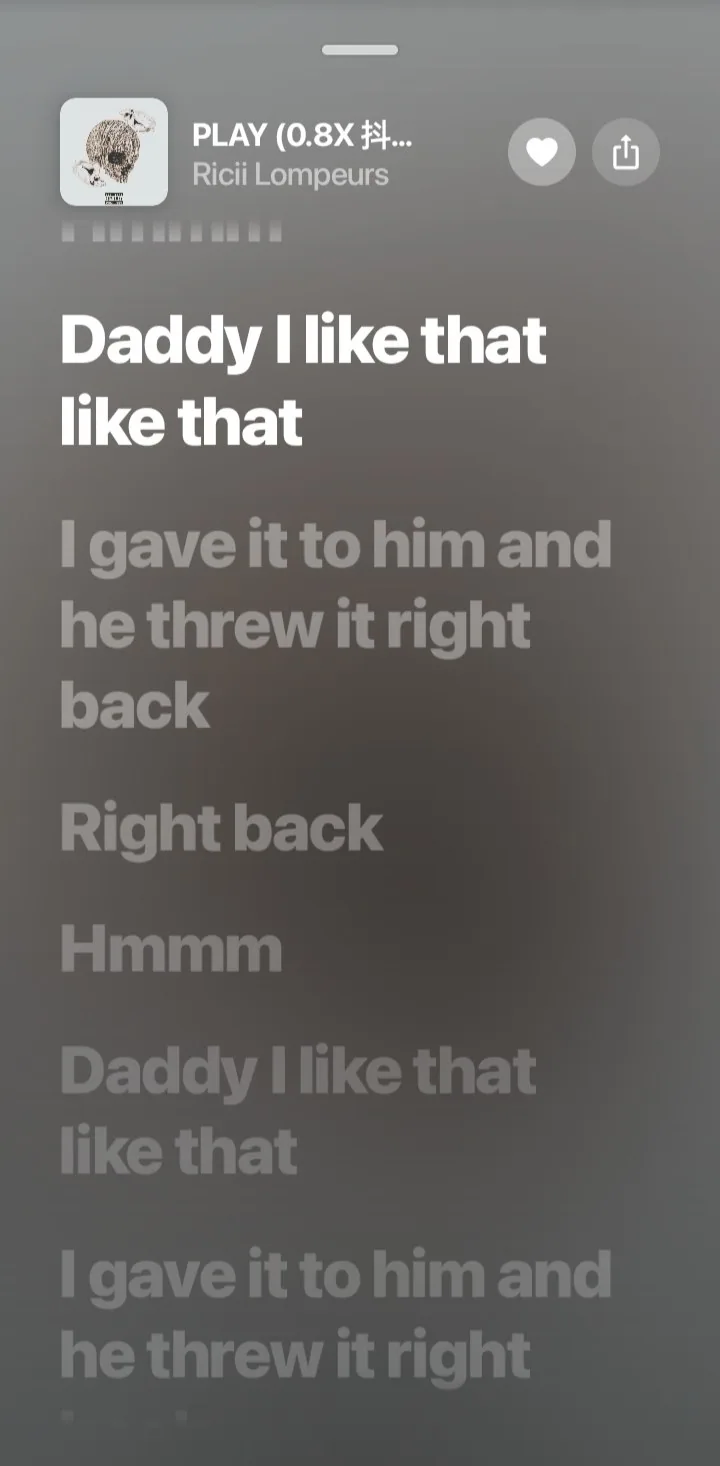 PLAY (0.8X 抖...
Ricii Lompeurs
Daddy I like that
like that
I gave it to him and
he threw it right
back
Right back
Hmmm
Daddy I like that
like that
I gave it to him and
he threw it right